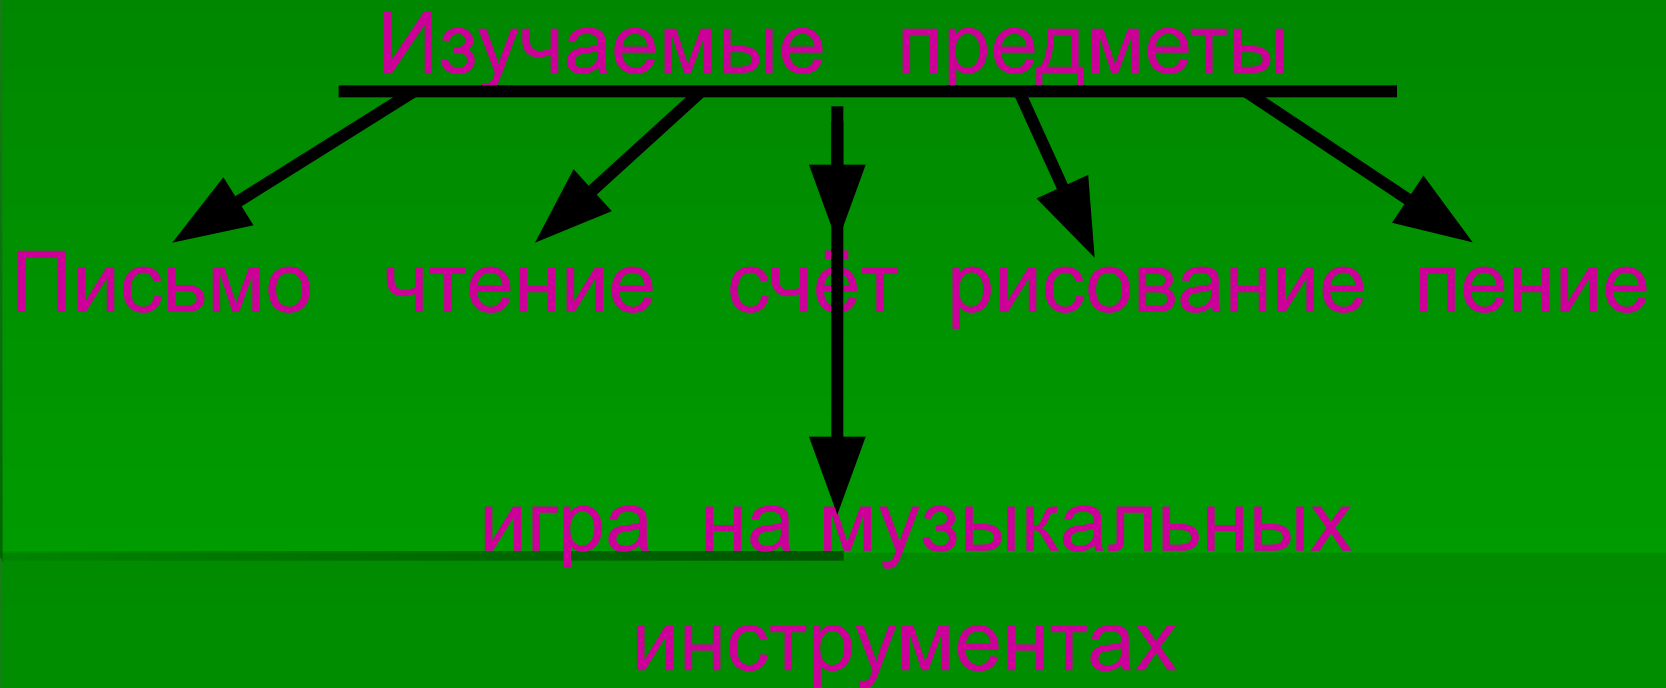 Изучаемые предметы
Письмо чтение счёт рисование пение
игра на музыкальных
инструментах